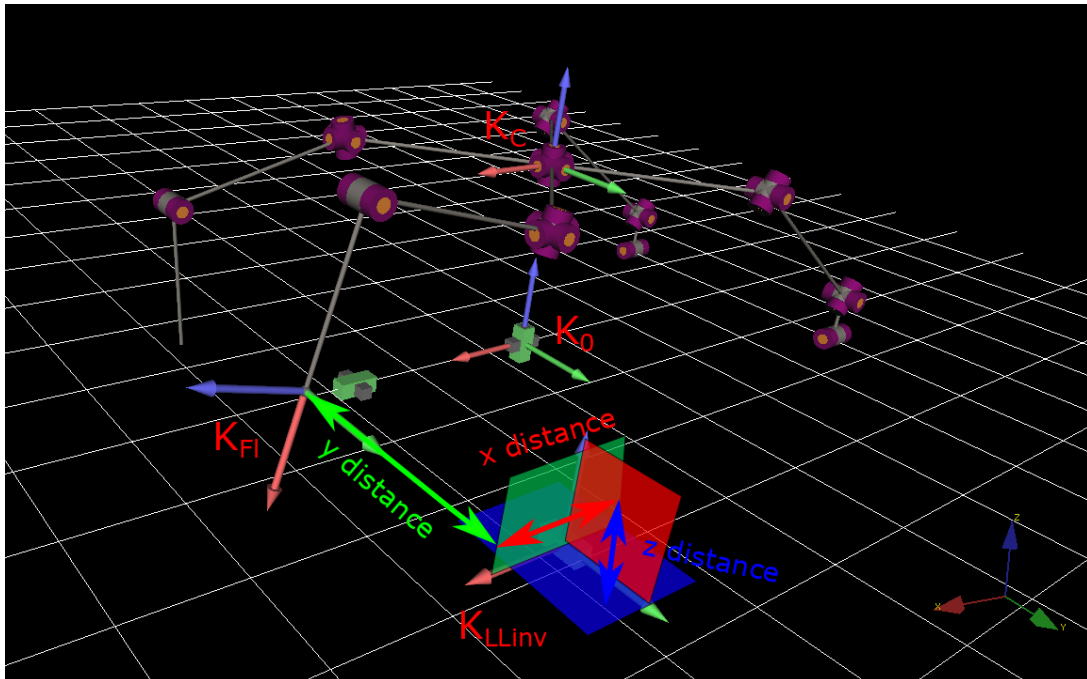 K_C
K_0
x distance
K_Fl
y distance
z distance
K_LLinv
Z
X
Y